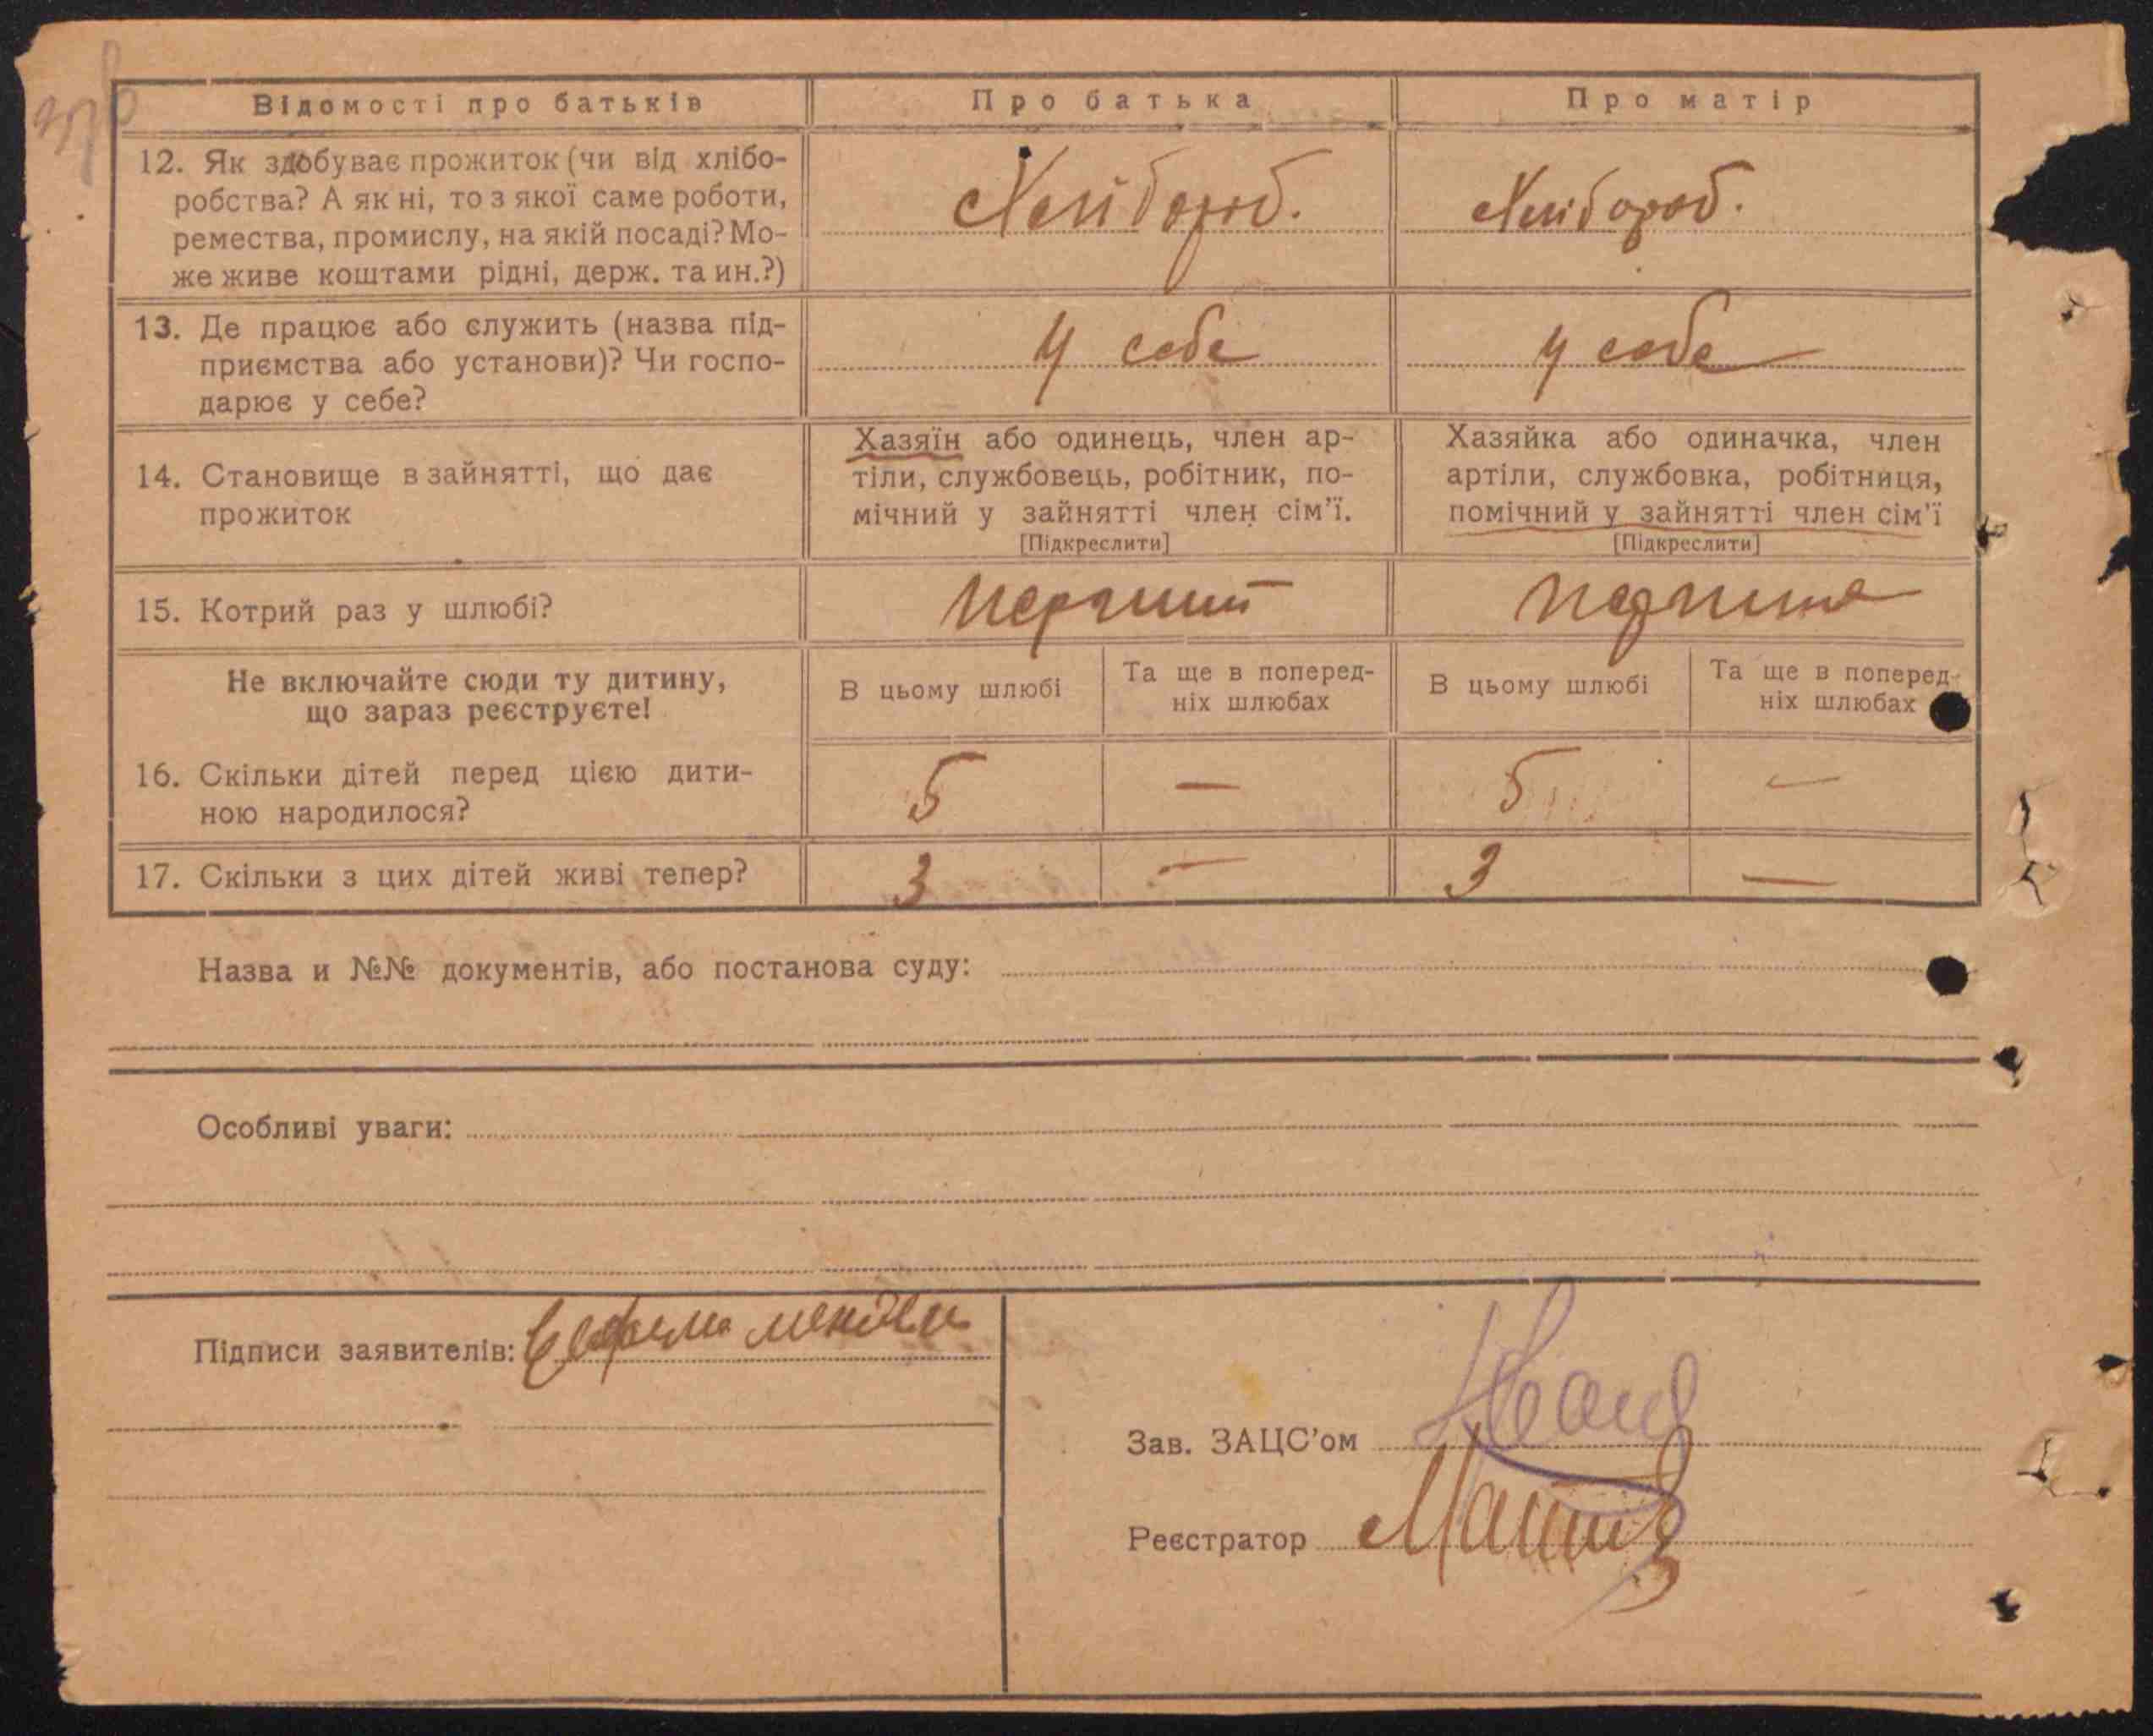 Відомості про батьків
Про батька
Про матір
12. Як здобуває прожиток (чи від хлібо-
робства? А як ні, то з якої саме роботи,
ремества, промислу, на якій посаді? Мо-
же живе коштами рідні, держ. та ин.?)
Хлібороб.
Хлібороб.
13. Де працює або служить (назва під-
приємства або установи)? Чи госпо-
дарює у себе?
У себе
У себе
14. Становище в зайнятті, що дає
прожиток
Хазяїн або одинець, член ар-
тіли, службовець, робітник, по-
мічний у зайнятті член сім'ї.
[Підкреслити]
Хазяйка або одиначка, член
артіли, службовка, робітниця,
помічний у зайнятті член сім'ї
[Підкреслити]
15. Котрий раз у шлюбі?
Не включайте сюди ту дитину,
що зараз реєструєте!
В цьому шлюбі
Та ще в поперед-
ніх шлюбах
В цьому шлюбі
Та ще в поперед-
ніх шлюбах
16. Скільки дітей перед цією дити-
ною народилося?
5
—
5
—
17. Скільки з цих дітей живі тепер?
3
—
3
—
Назва и №№ документів, або постанова суду:
Особливі уваги:
Підписи заявителів:
Зав. ЗАЦС'ом
Реєстратор